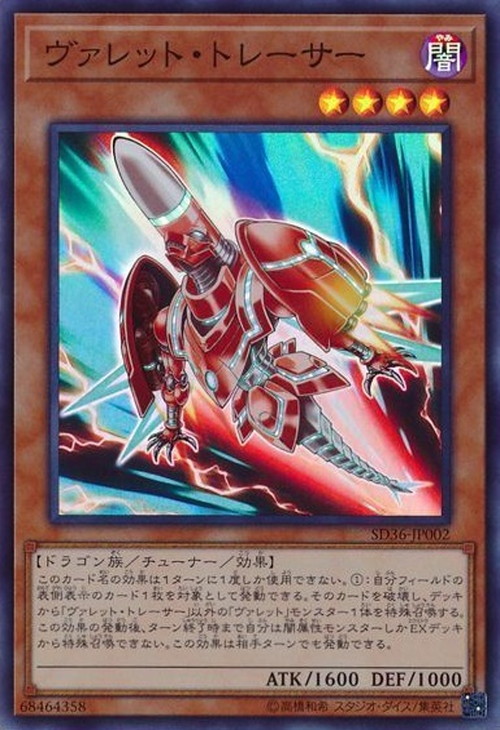 ヴァレット・トレーサー
闇
SD36-JP002
【ドラゴン族／チューナー／効果】
このカード名の効果は1ターンに1度しか使用できない。①：自分フィールドの
表側表示のカード1枚を対象として発動できる。そのカードを破壊し、デッキ
から「ヴァレット・トレーサー」以外の「ヴァレット」モンスター1体を特殊召喚する。
この効果の発動後、ターン終了時まで自分は闇属性モンスターしかEXデッキ
から特殊召喚できない。この効果は相手ターンでも発動できる。
ATK/1600 DEF/1000
68464358
©高橋和希 スタジオ・ダイス/集英社